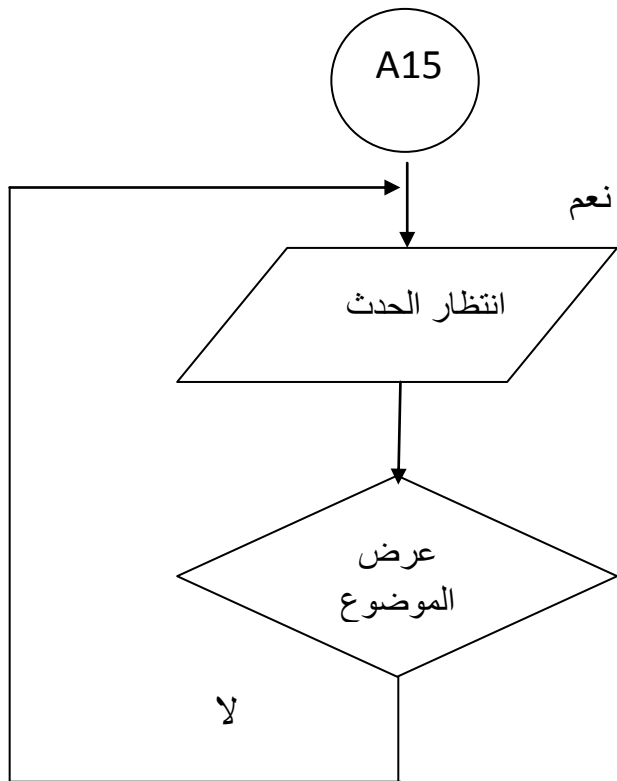 A15
نعم
انتظار الحدث
عرض
الموضوع
لا